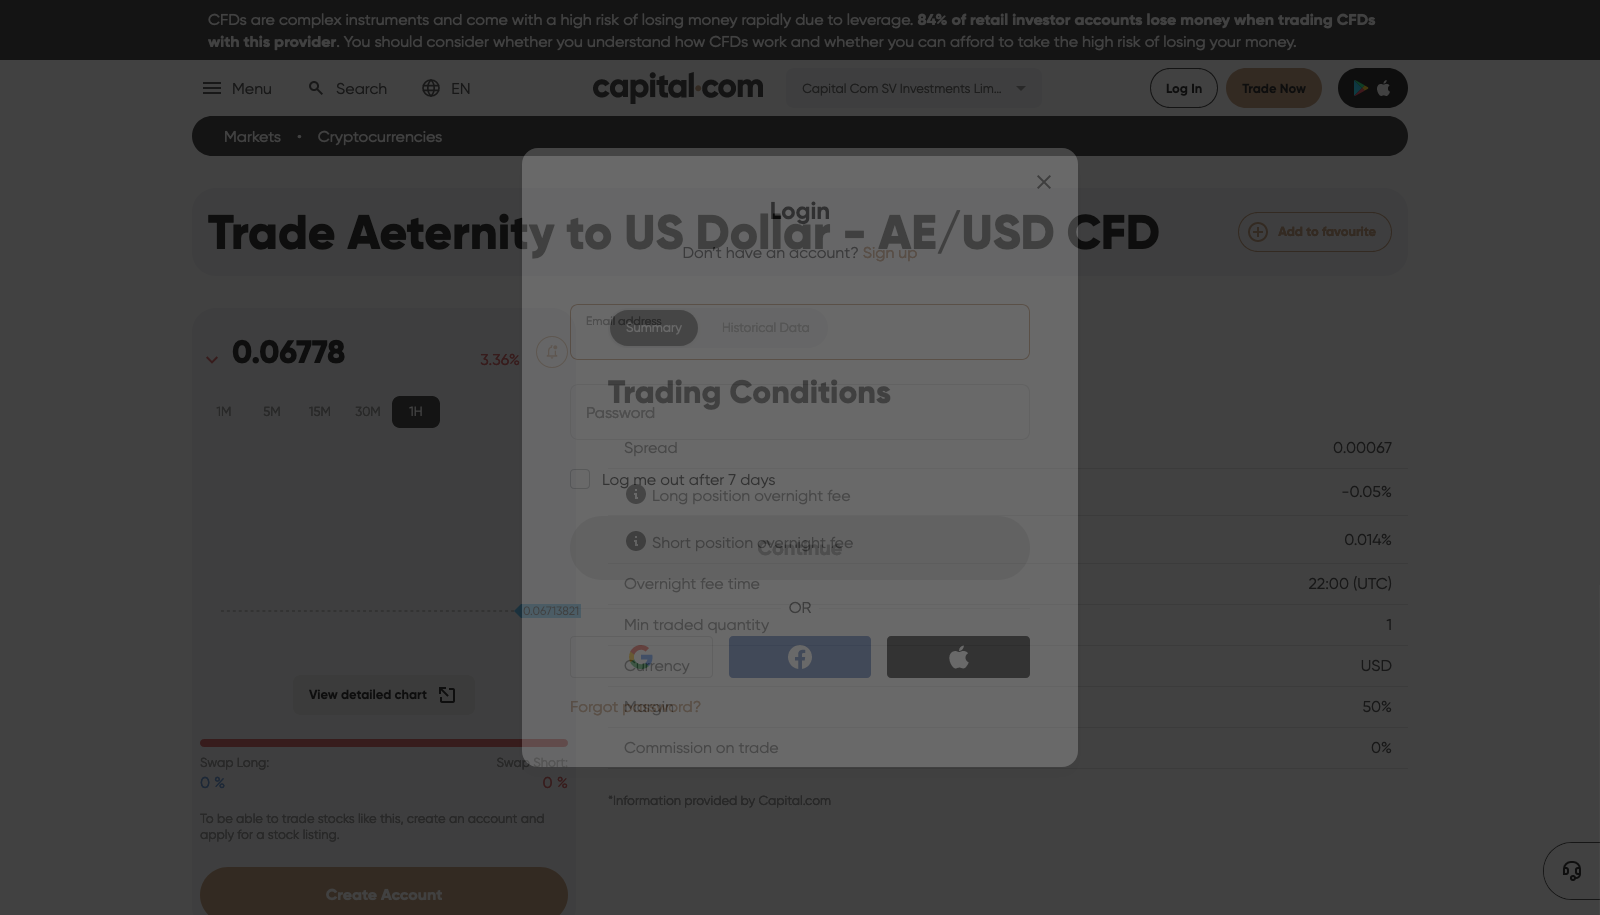 CFDs are complex instruments and come with a high risk of losing money rapidly due to leverage. 84% of retail investor accounts lose money when trading CFDs
with this provider. You should consider whether you understand how CFDs work and whether you can afford to take the high risk of losing your money.
Menu
Search
EN
capital.com
Capital Com SV Investments Lim...
Log In
Trade Now
Markets • Cryptocurrencies
Trade Aeternity to US Dollar - AE/USD CFD
Add to favourite
Login
Don't have an account? Sign up
Email address
Password
Log me out after 7 days
Continue
OR
Forgot password?
0.06778
3.36%
1M
5M
15M
30M
1H
0.06713821
View detailed chart
Swap Long:
0 %
Swap Short:
0 %
To be able to trade stocks like this, create an account and
apply for a stock listing.
Create Account
Summary
Historical Data
Trading Conditions
Spread 0.00067
Long position overnight fee -0.05%
Short position overnight fee 0.014%
Overnight fee time 22:00 (UTC)
Min traded quantity 1
Currency USD
Margin 50%
Commission on trade 0%
*Information provided by Capital.com